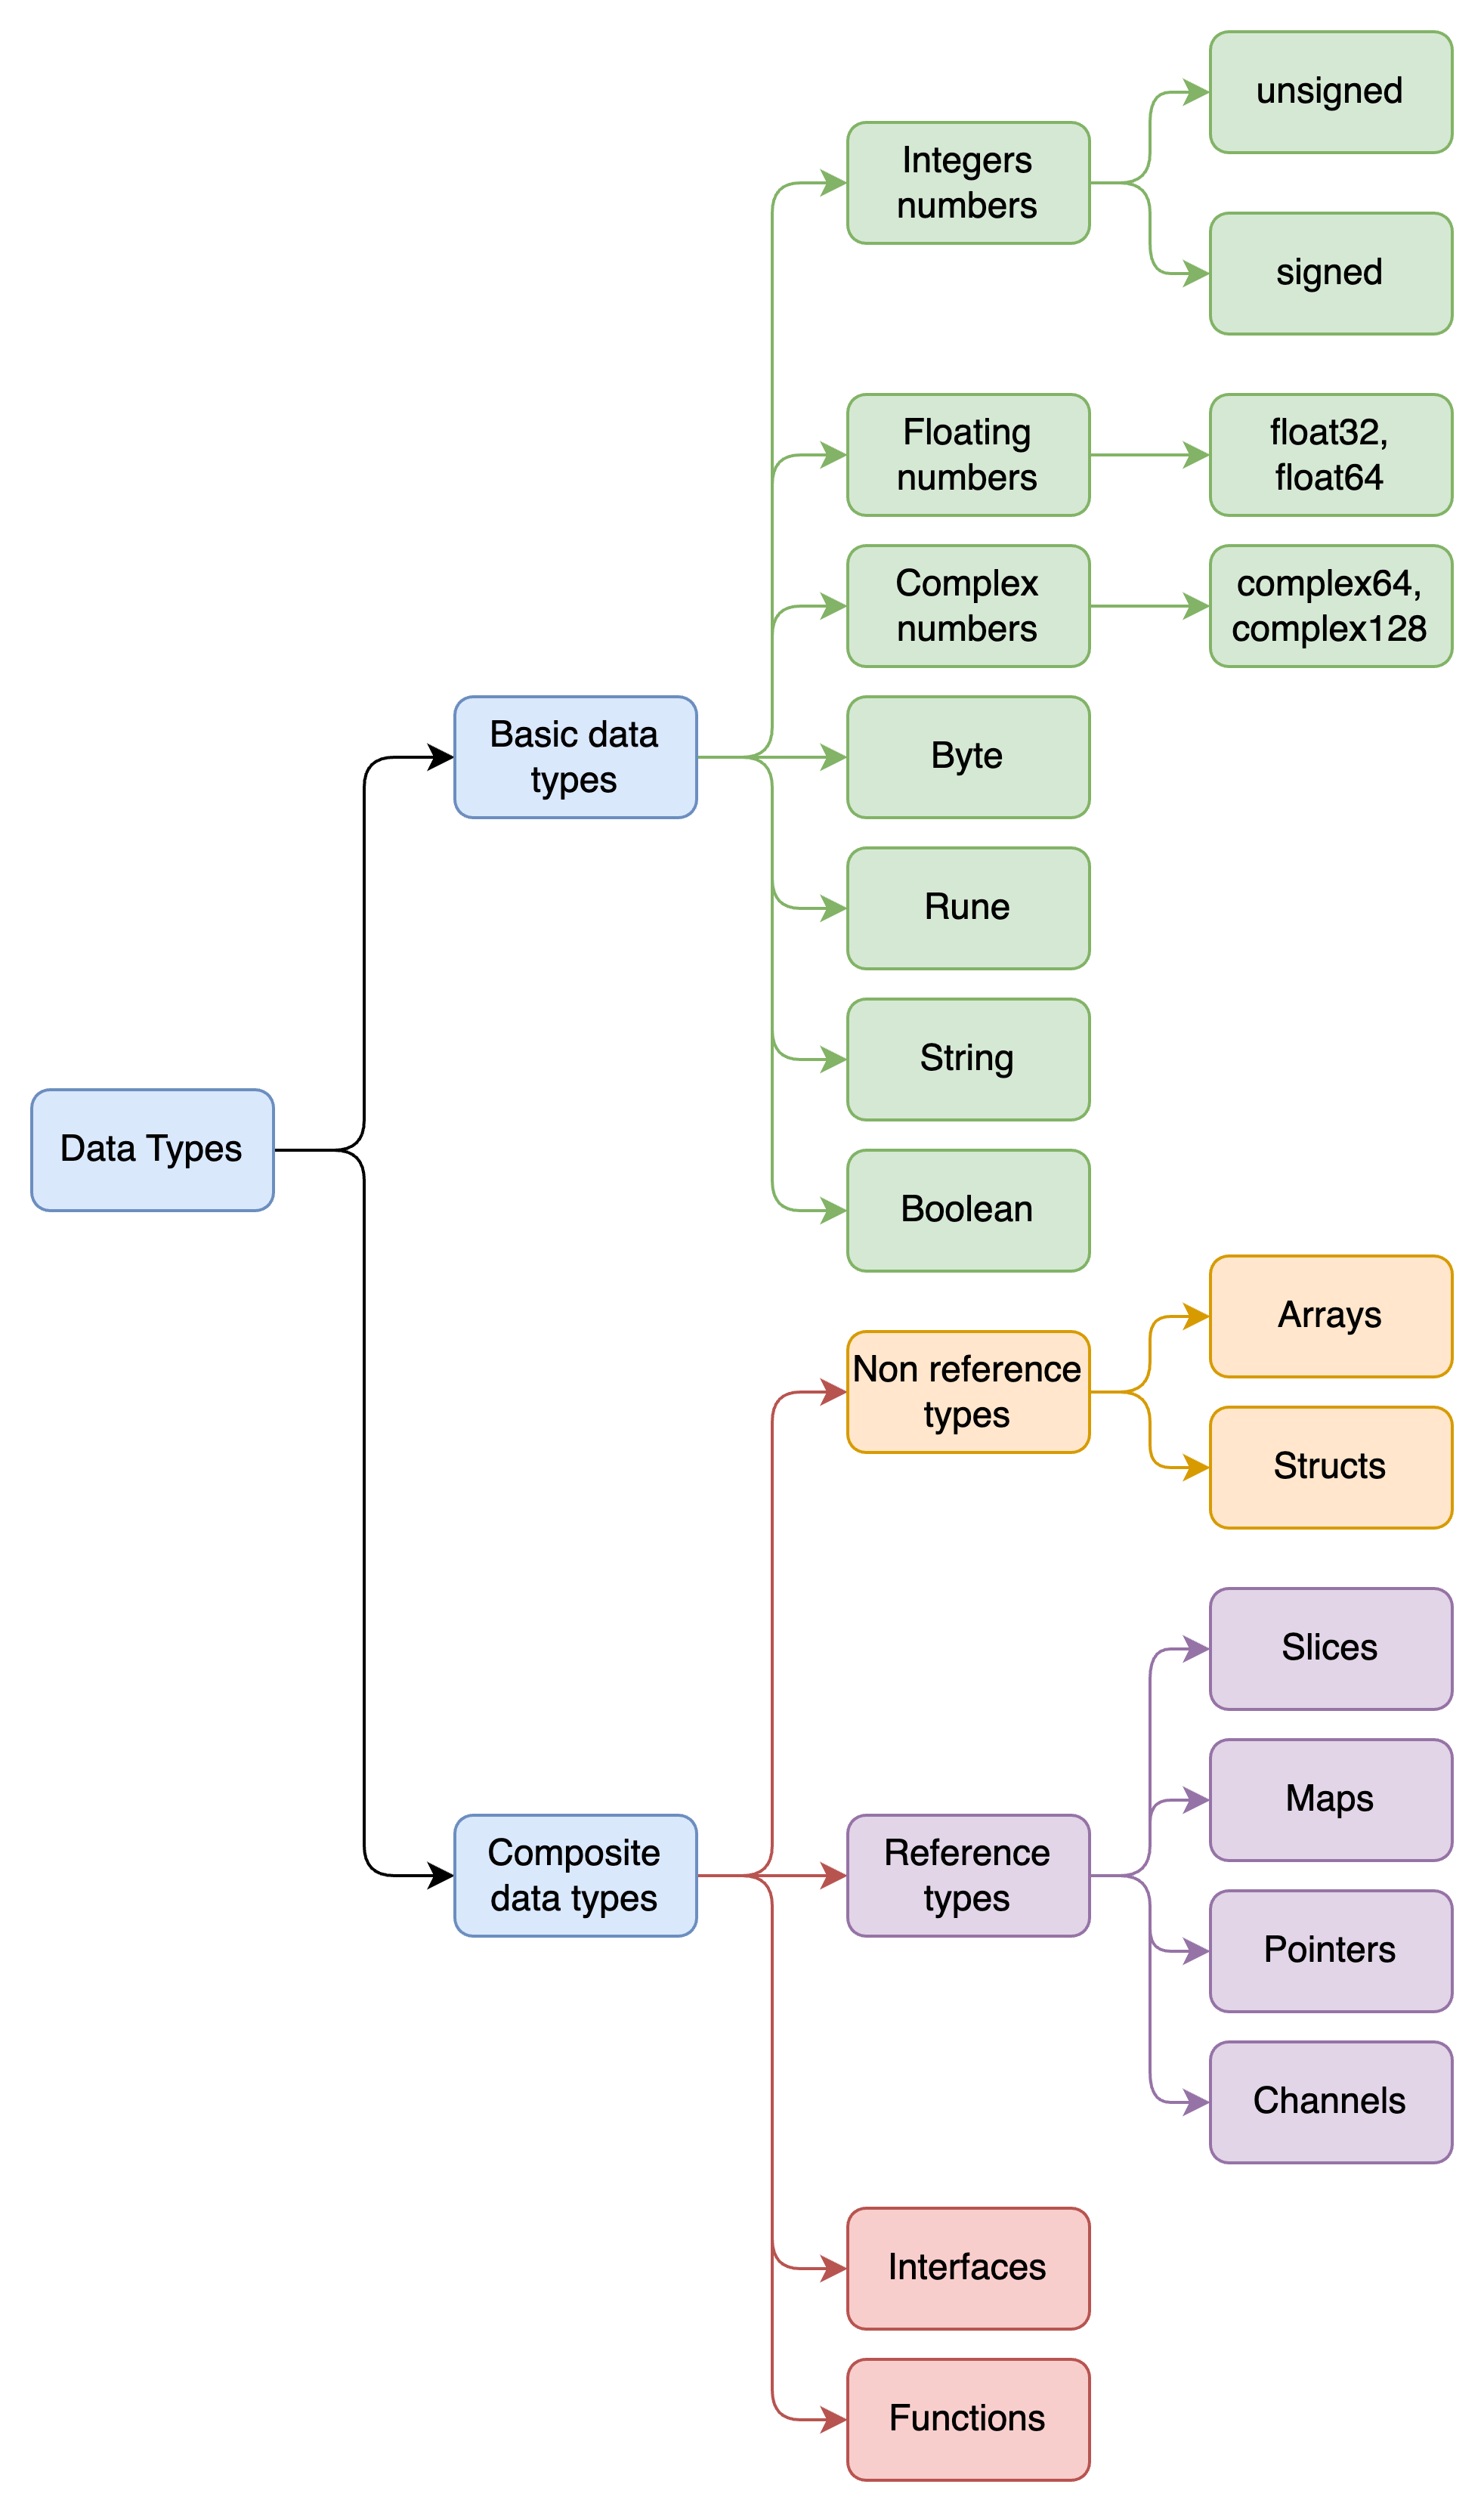 Data Types
Basic data
types
Integers
numbers
unsigned
signed
Floating
numbers
float32,
float64
Complex
numbers
complex64,
complex128
Byte
Rune
String
Boolean
Composite
data types
Non reference
types
Arrays
Structs
Reference
types
Slices
Maps
Pointers
Channels
Interfaces
Functions